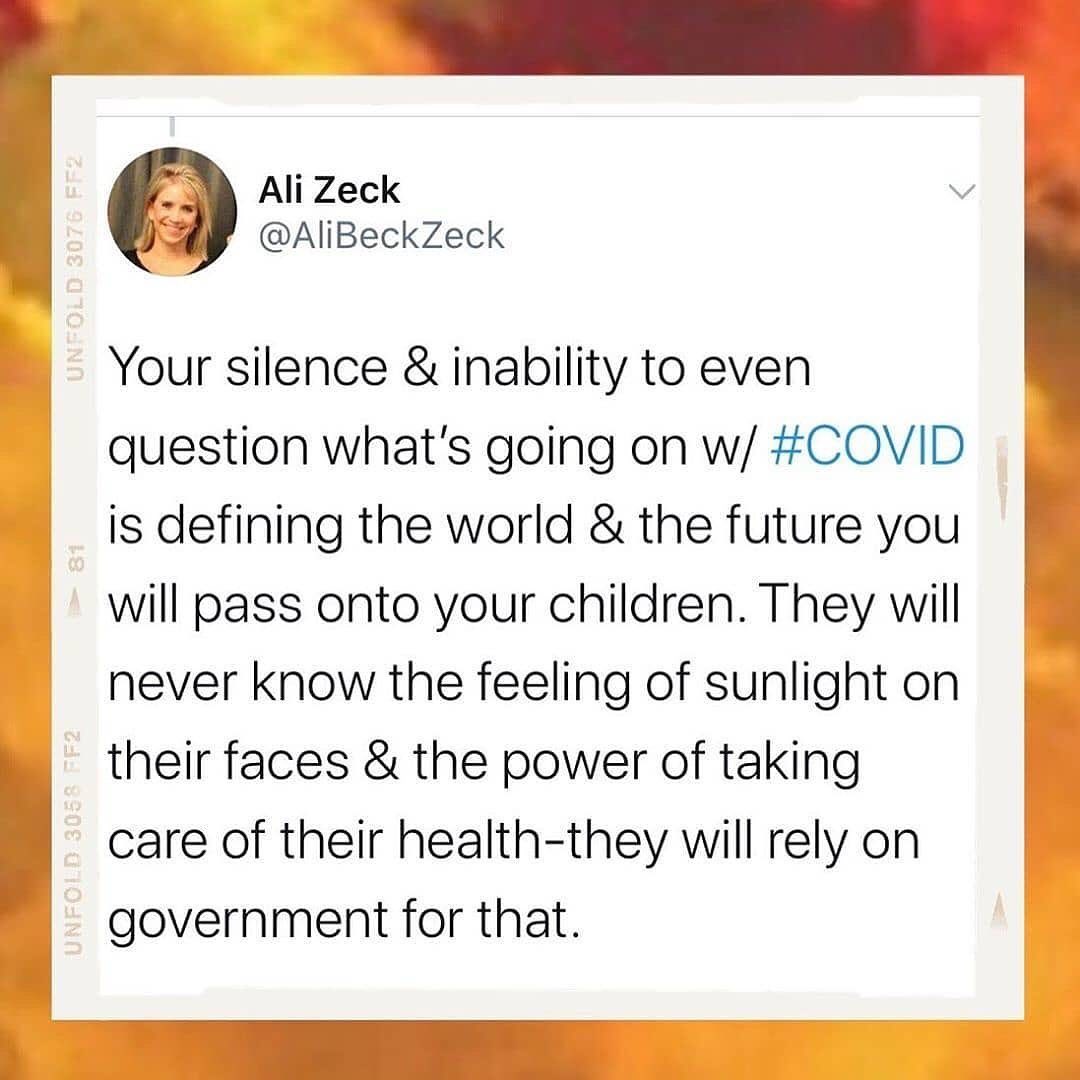 Ali Zeck
@AliBeckZeck
Your silence & inability to even
question what's going on w/ #COVID
is defining the world & the future you
will pass onto your children. They will
never know the feeling of sunlight on
their faces & the power of taking
care of their health-they will rely on
government for that.
UNFOLD 3076 FF2
81
UNFOLD 3058 FF2